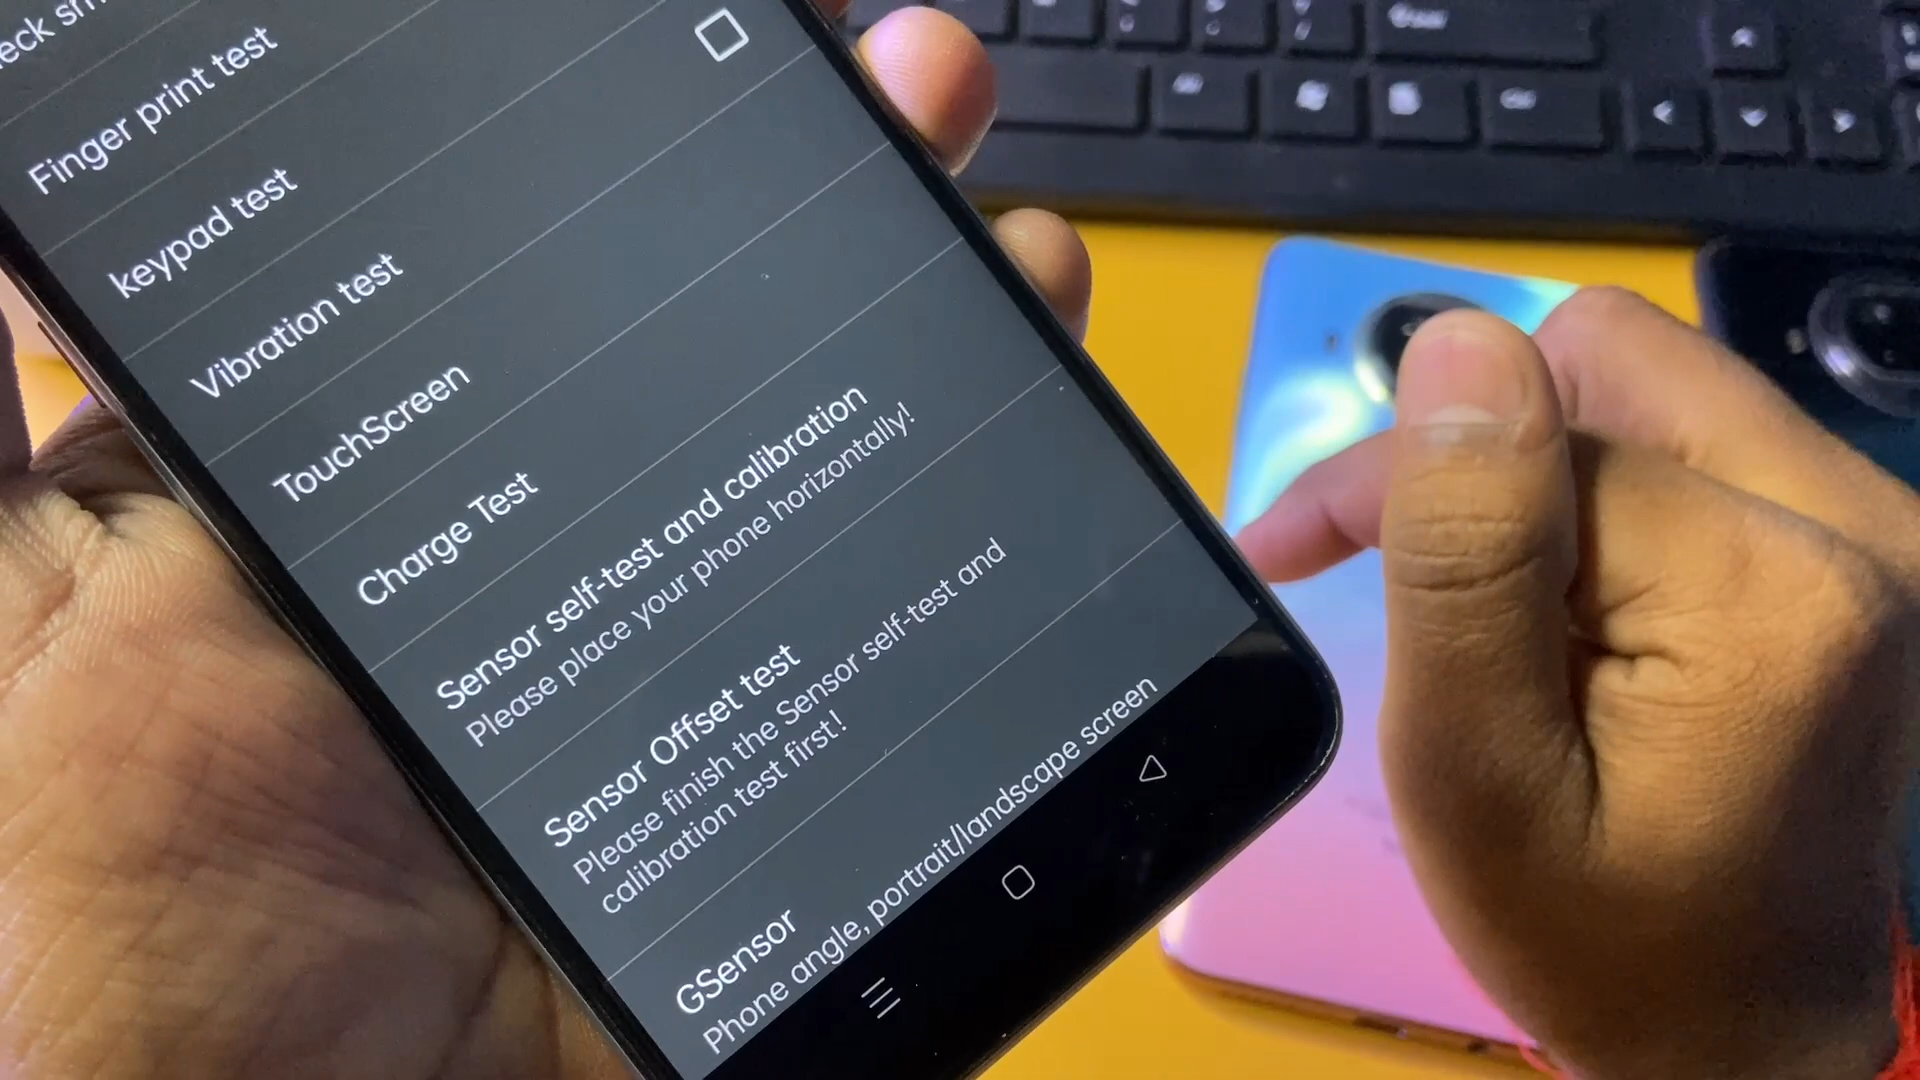 Finger print test
keypad test
Vibration test
TouchScreen
Charge Test
Sensor self-test and calibration
Please place your phone horizontally!
Sensor Offset test
Please finish the Sensor self-test and
calibration test first!
GSensor
Phone angle, portrait/landscape screen